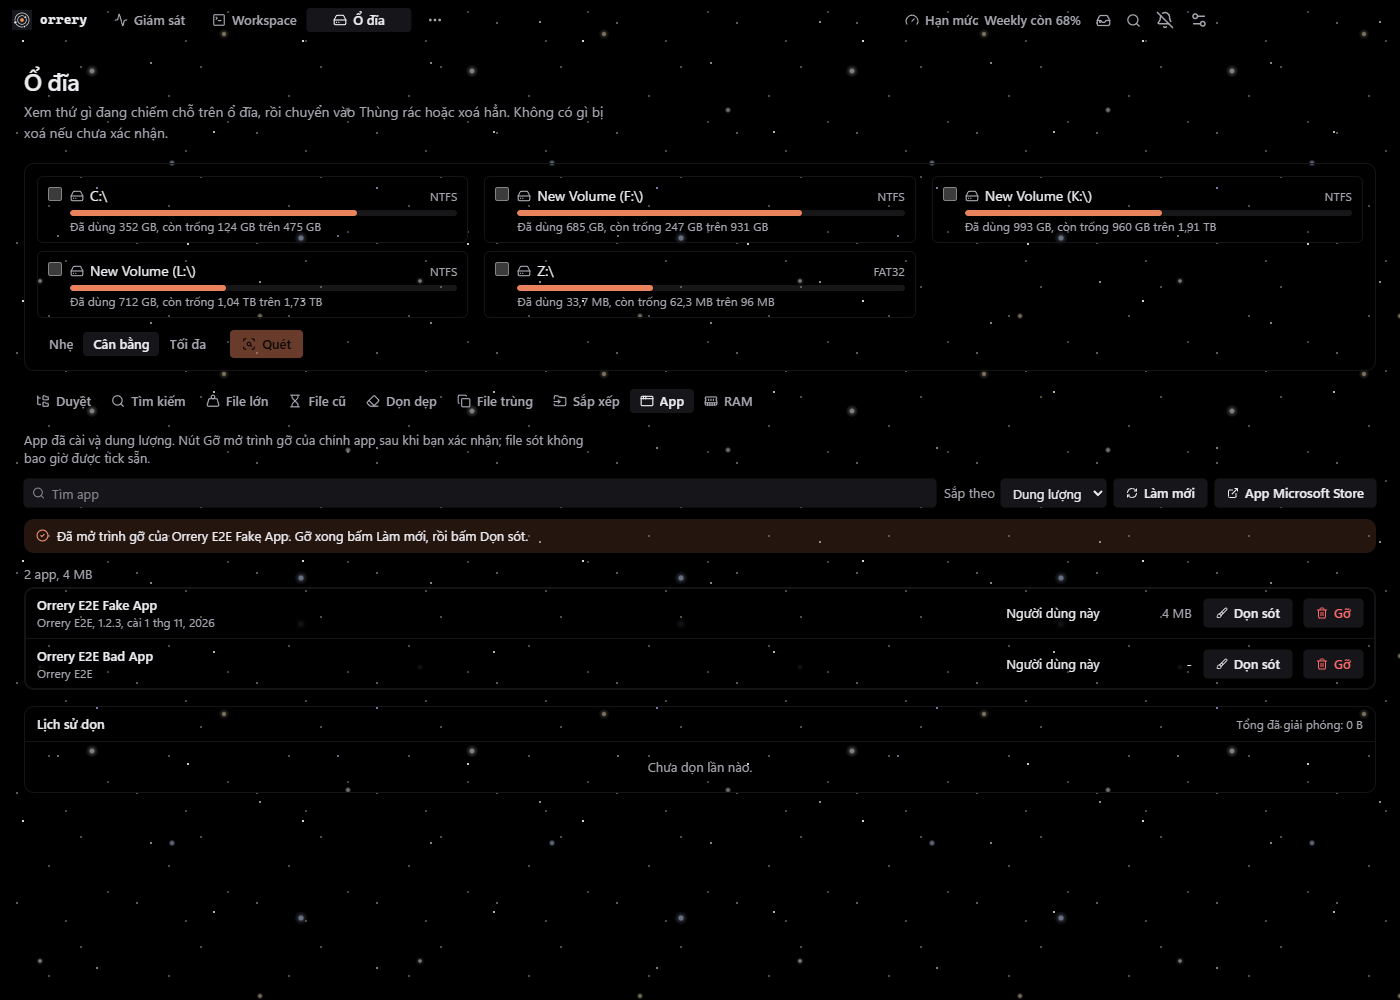 orrery
Giám sát
Workspace
Ổ đĩa
Hạn mức Weekly còn 68%
Ổ đĩa
Xem thứ gì đang chiếm chỗ trên ổ đĩa, rồi chuyển vào Thùng rác hoặc xoá hẳn. Không có gì bị
xoá nếu chưa xác nhận.
C:\
NTFS
Đã dùng 352 GB, còn trống 124 GB trên 475 GB
New Volume (F:\)
NTFS
Đã dùng 685 GB, còn trống 247 GB trên 931 GB
New Volume (K:\)
NTFS
Đã dùng 993 GB, còn trống 960 GB trên 1,91 TB
New Volume (L:\)
NTFS
Đã dùng 712 GB, còn trống 1,04 TB trên 1,73 TB
Z:\
FAT32
Đã dùng 33,7 MB, còn trống 62,3 MB trên 96 MB
Nhẹ
Cân bằng
Tối đa
Quét
Duyệt
Tìm kiếm
File lớn
File cũ
Dọn dẹp
File trùng
Sắp xếp
App
RAM
App đã cài và dung lượng. Nút Gỡ mở trình gỡ của chính app sau khi bạn xác nhận; file sót không
bao giờ được tick sẵn.
Tìm app
Sắp theo
Dung lượng
Làm mới
App Microsoft Store
Đã mở trình gỡ của Orrery E2E Fake App. Gỡ xong bấm Làm mới, rồi bấm Dọn sót.
2 app, 4 MB
Orrery E2E Fake App
Orrery E2E, 1.2.3, cài 1 thg 11, 2026
Người dùng này
4 MB
Dọn sót
Gỡ
Orrery E2E Bad App
Orrery E2E
Người dùng này
-
Dọn sót
Gỡ
Lịch sử dọn
Tổng đã giải phóng: 0 B
Chưa dọn lần nào.